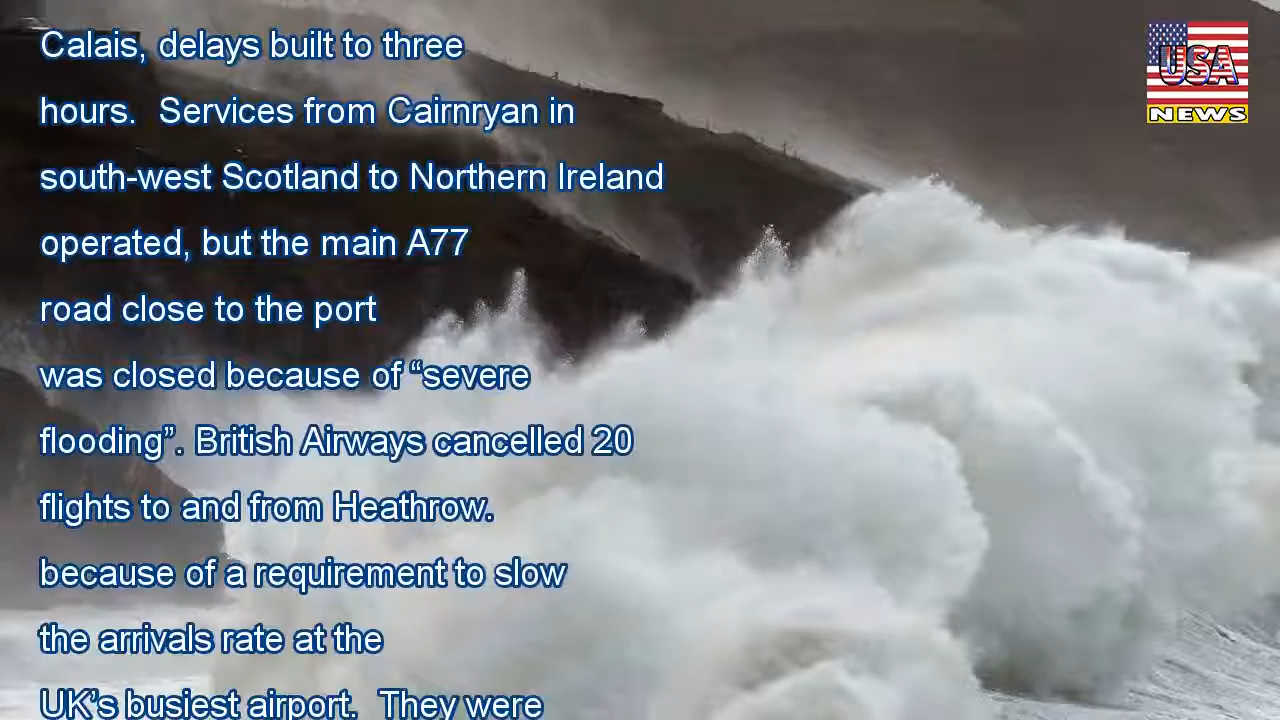 Calais, delays built to three
hours.  Services from Cairnryan in
south-west Scotland to Northern Ireland
operated, but the main A77
road close to the port
was closed because of “severe
flooding”. British Airways cancelled 20
flights to and from Heathrow.
because of a requirement to slow
the arrivals rate at the
UK’s busiest airport.  They were
USA
NEWS